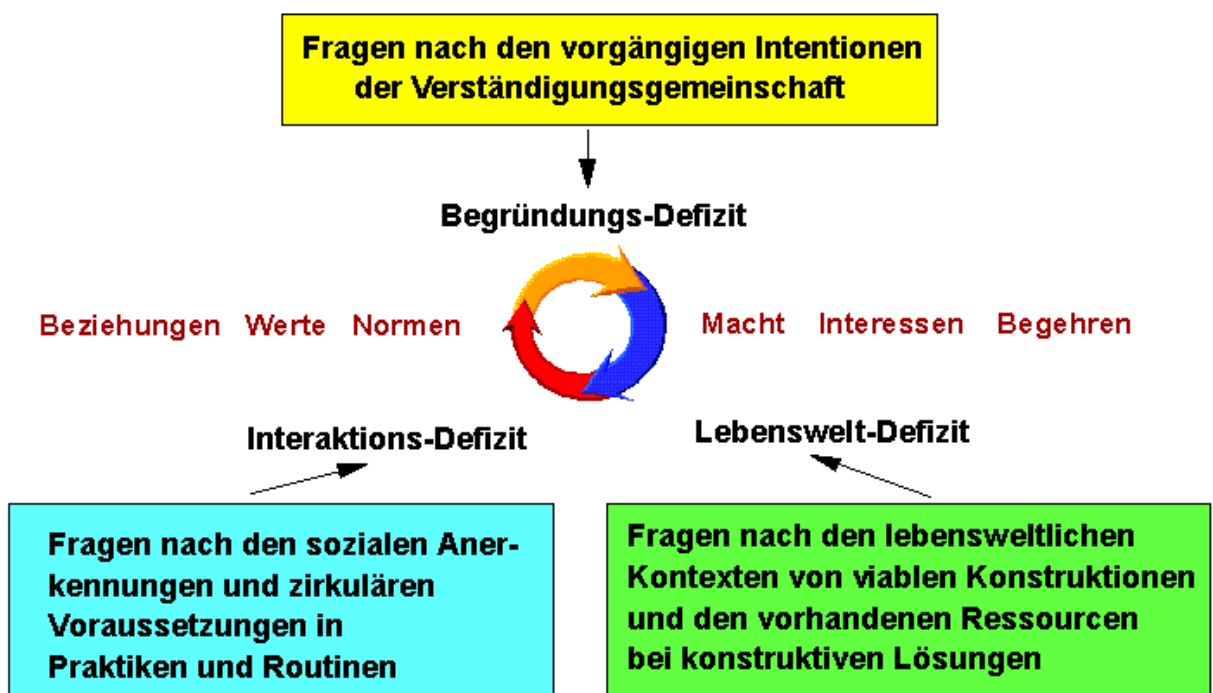 Fragen nach den vorgängigen Intentionen
der Verständigungsgemeinschaft
Begründungs-Defizit
Beziehungen Werte Normen
Macht Interessen Begehren
Interaktions-Defizit
Lebenswelt-Defizit
Fragen nach den sozialen Aner-
kennungen und zirkulären
Voraussetzungen in
Praktiken und Routinen
Fragen nach den lebensweltlichen
Kontexten von viablen Konstruktionen
und den vorhandenen Ressourcen
bei konstruktiven Lösungen